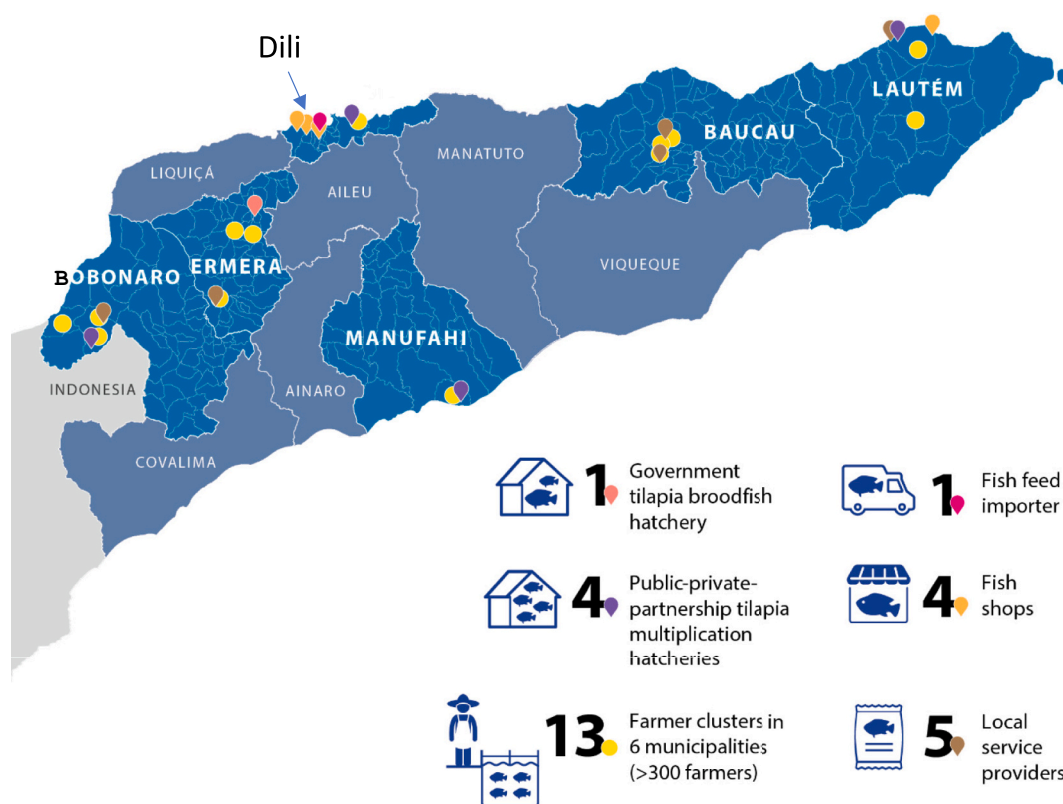 Dili
LAUTÉM
BAUCAU
MANATUTO
LIQUIÇÁ
AILEU
VIQUEQUE
ERMERA
BOBONARO
MANUFAHI
INDONESIA
AINARO
COVALIMA
1
Government
tilapia broodfish
hatchery
1
Fish feed
importer
4
Public-private-
partnership tilapia
multiplication
hatcheries
4
Fish
shops
13
Farmer clusters in
6 municipalities
(>300 farmers)
5
Local
service
providers